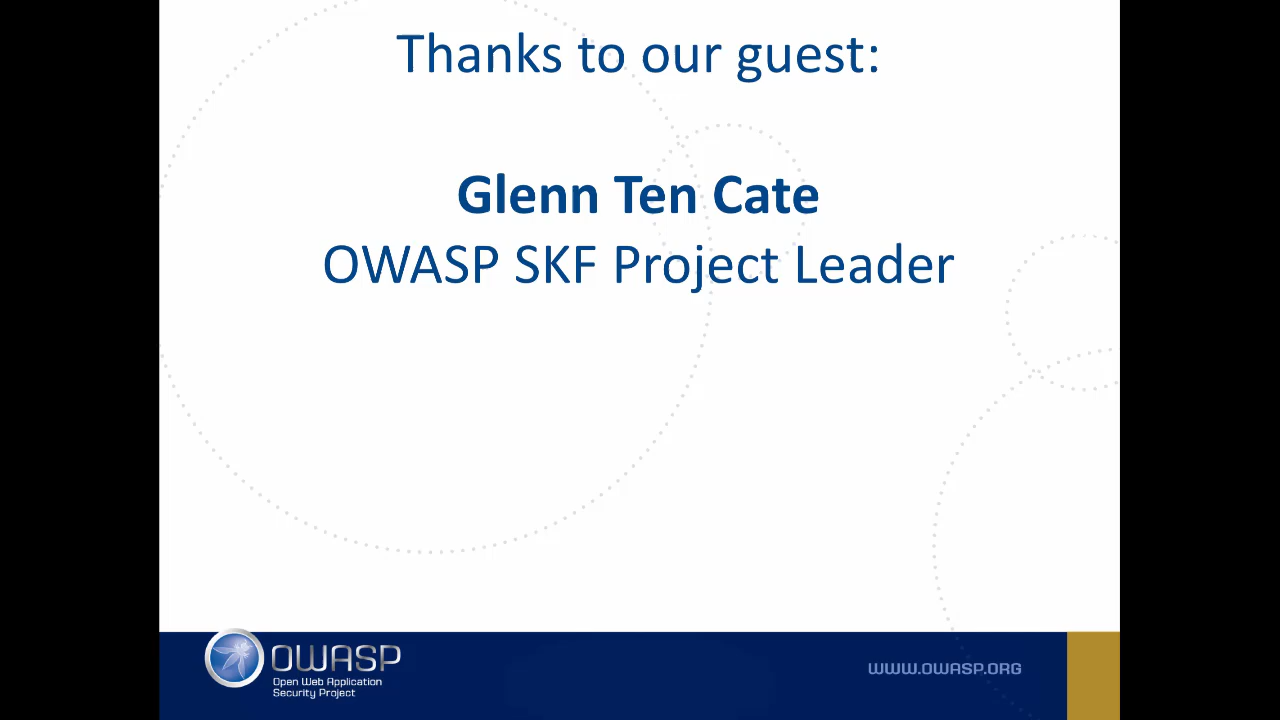 Thanks to our guest:
Glenn Ten Cate
OWASP SKF Project Leader
OWASP
Open Web Application
Security Project
WWW.OWASP.ORG